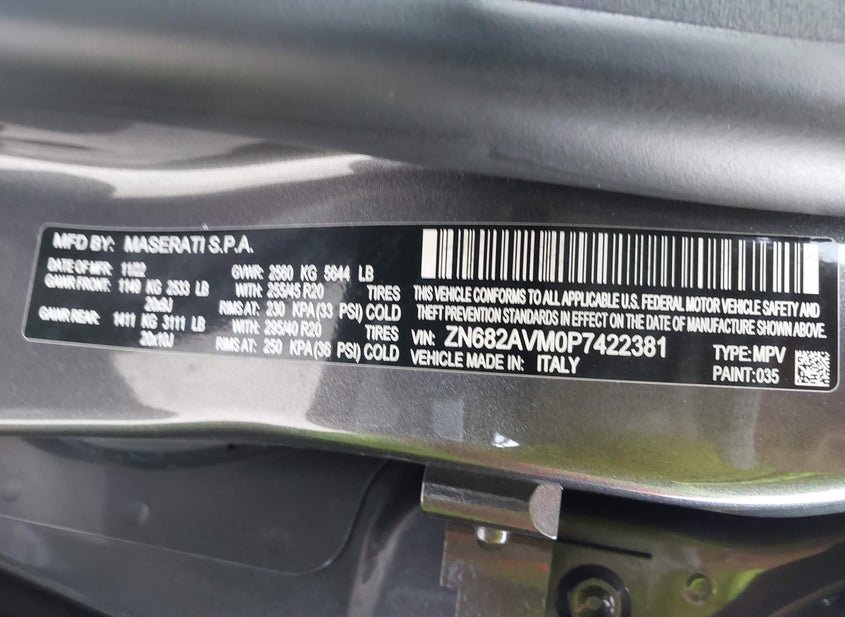 MFD BY: MASERATI S.P.A.
DATE OF MFR: 11/22 GVWR: 2560 KG 5644 LB
GAWR FRONT: 1149 KG 2533 LB WITH: 255/45 R20 TIRES
20x8J RIMS AT: 230 KPA (33 PSI) COLD
GAWR REAR: 1411 KG 3111 LB WITH: 295/40 R20 TIRES
20x10J RIMS AT: 250 KPA (36 PSI) COLD
THIS VEHICLE CONFORMS TO ALL APPLICABLE U.S. FEDERAL MOTOR VEHICLE SAFETY AND
THEFT PREVENTION STANDARDS IN EFFECT ON THE DATE OF MANUFACTURE SHOWN ABOVE.
VIN: ZN682AVM0P7422381 TYPE: MPV
VEHICLE MADE IN: ITALY PAINT: 035